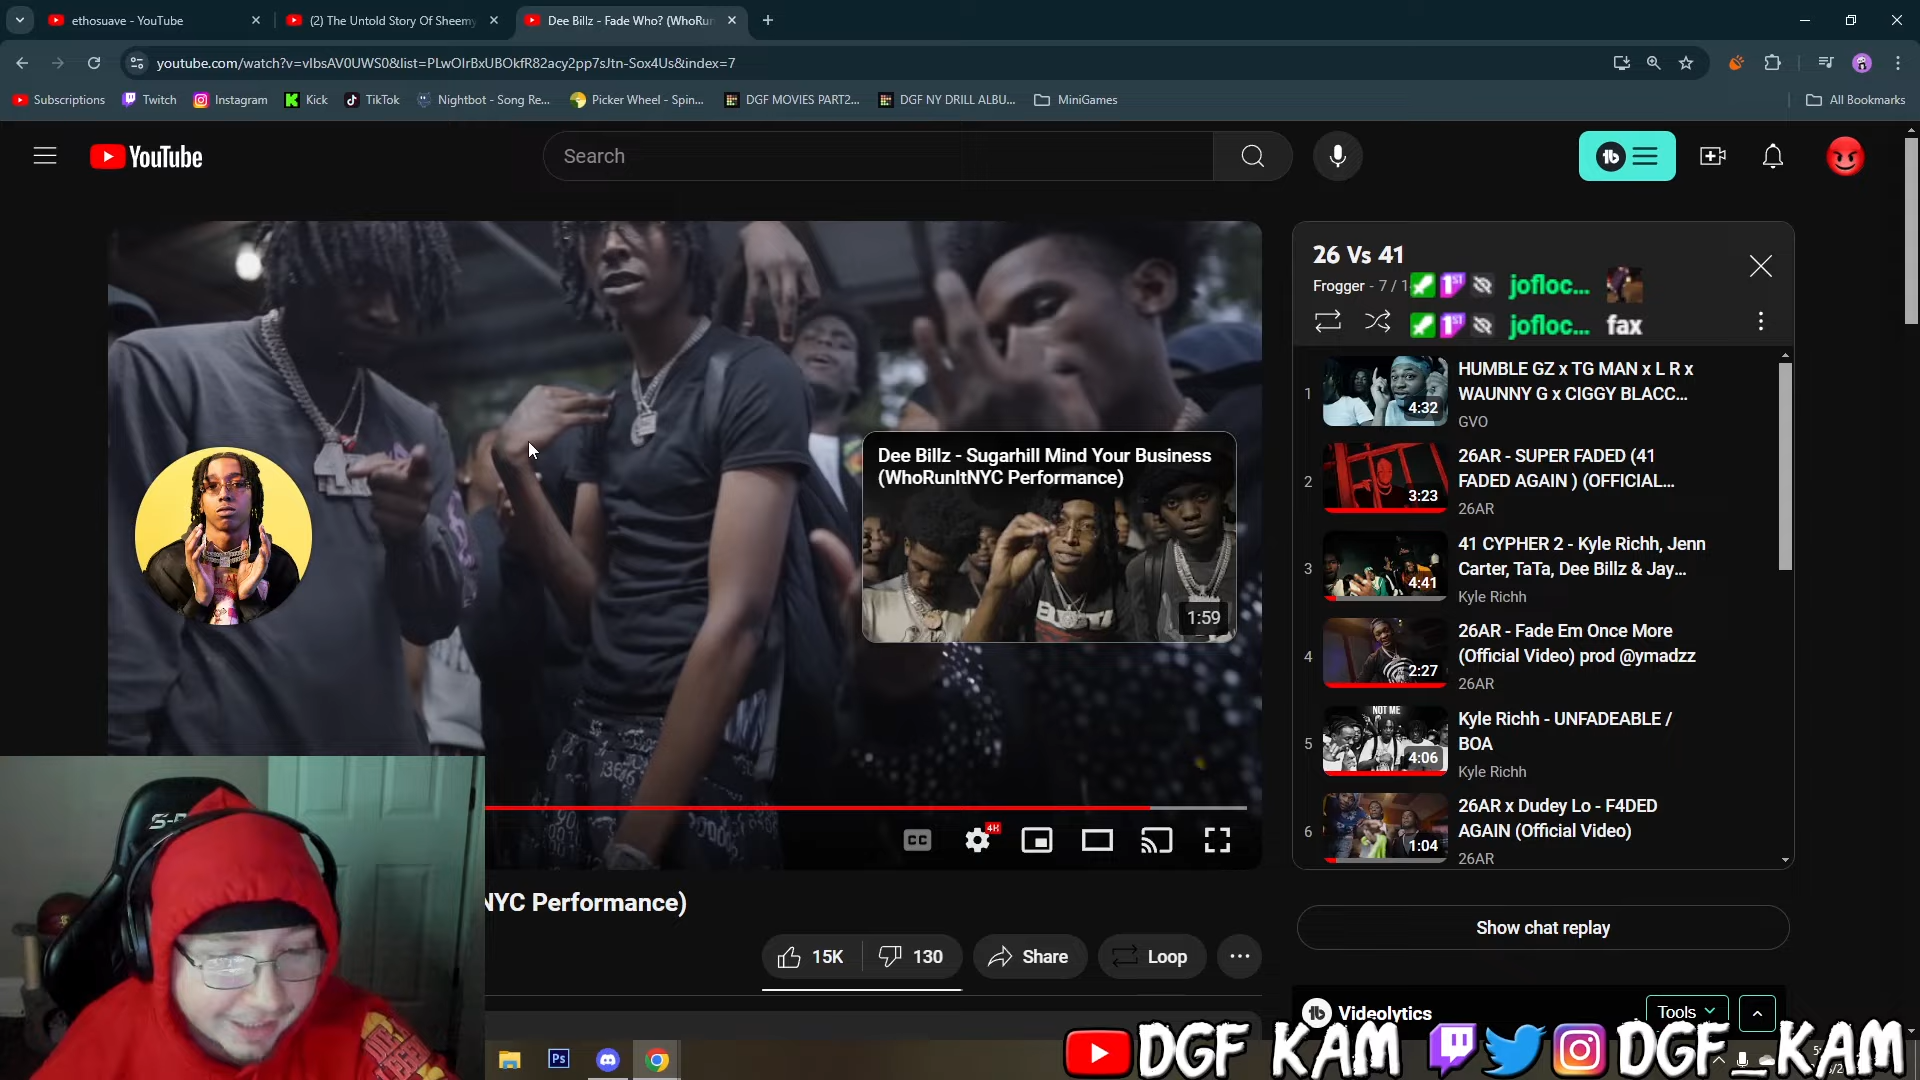 ethosuave - YouTube
(2) The Untold Story Of Sheemy
Dee Billz - Fade Who? (WhoRun
youtube.com/watch?v=vIbsAV0UWS0&list=PLwOIrBxUBOkfR82acy2pp7sJtn-Sox4Us&index=7
Subscriptions
Twitch
Instagram
Kick
TikTok
Nightbot - Song Re...
Picker Wheel - Spin...
DGF MOVIES PART2...
DGF NY DRILL ALBU...
MiniGames
All Bookmarks
YouTube
Search
Dee Billz - Sugarhill Mind Your Business
(WhoRunItNYC Performance)
1:59
26 Vs 41
Frogger - 7 / 1
jofloc...
jofloc... fax
1
4:32
HUMBLE GZ x TG MAN x L R x
WAUNNY G x CIGGY BLACC...
GVO
2
3:23
26AR - SUPER FADED (41
FADED AGAIN ) (OFFICIAL...
26AR
3
4:41
41 CYPHER 2 - Kyle Richh, Jenn
Carter, TaTa, Dee Billz & Jay...
Kyle Richh
4
2:27
26AR - Fade Em Once More
(Official Video) prod @ymadzz
26AR
5
NOT ME
4:06
Kyle Richh - UNFADEABLE /
BOA
Kyle Richh
6
1:04
26AR x Dudey Lo - F4DED
AGAIN (Official Video)
26AR
CC
4K
NYC Performance)
15K
130
Share
Loop
Show chat replay
Videolytics
Tools
Ps
DGF KAM
DGF_KAM